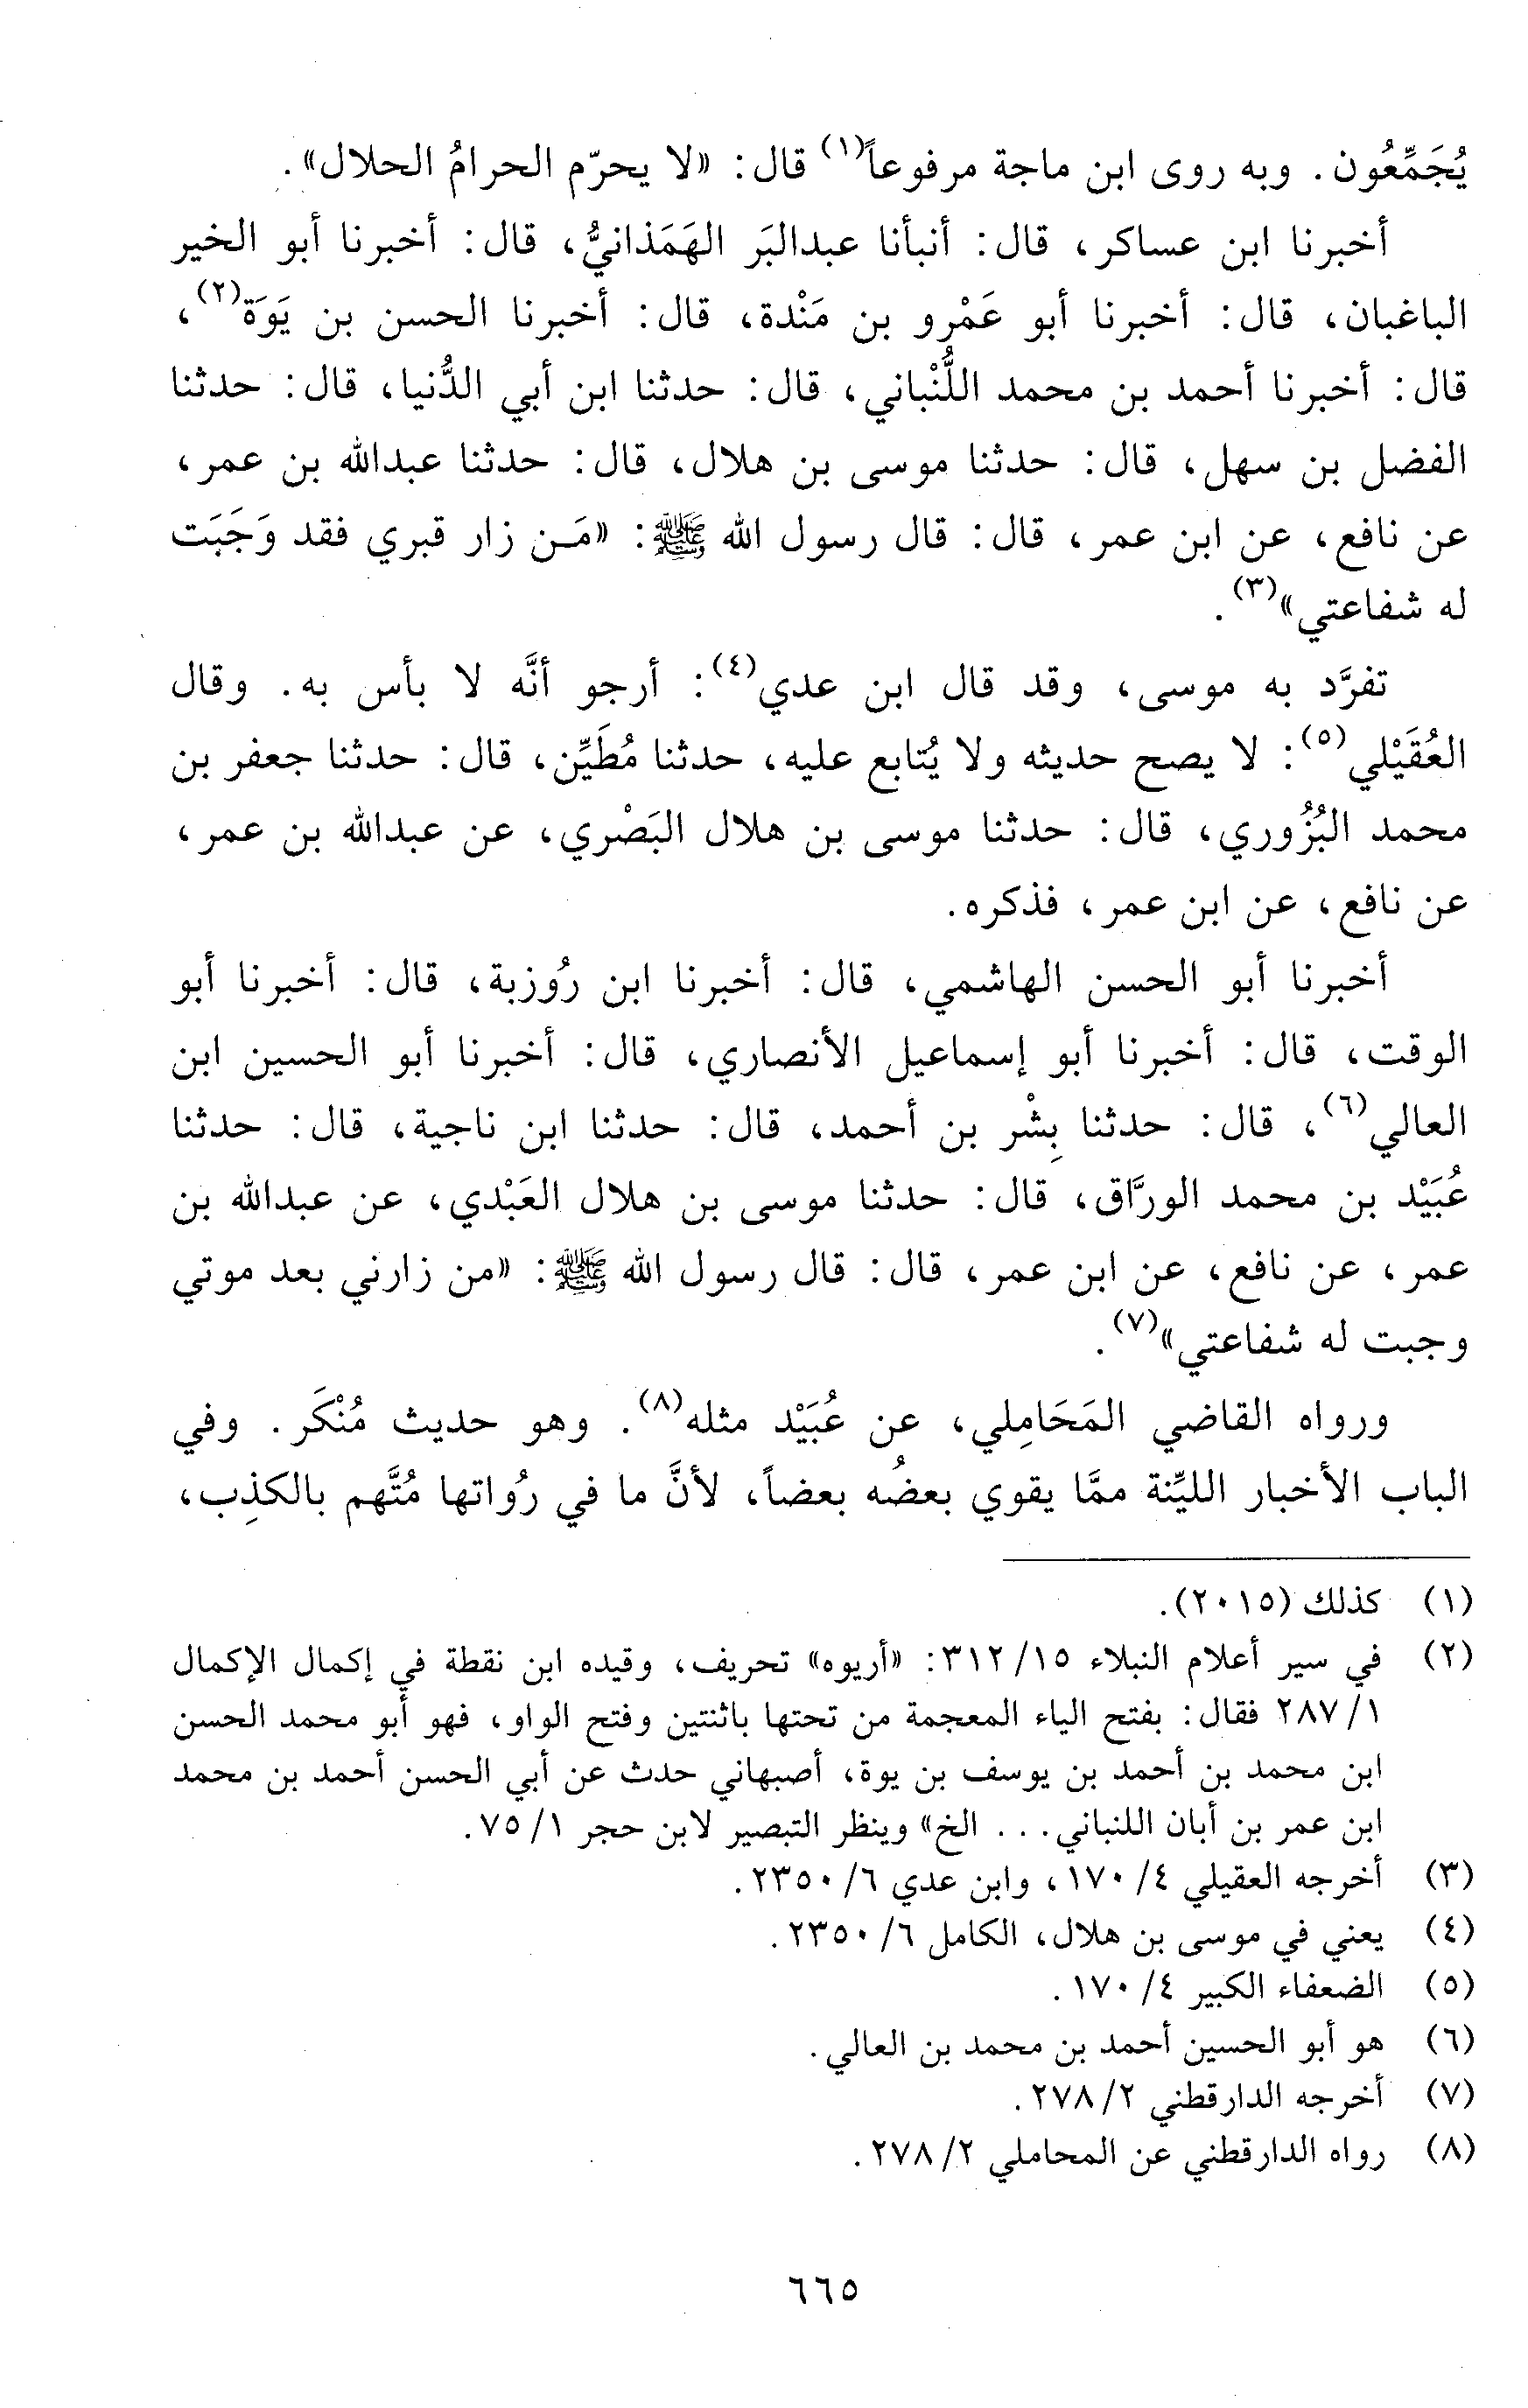 يُجَمِّعُون. وبه روى ابن ماجة مرفوعاً(١) قال: «لا يحرّم الحرامُ الحلال».
أخبرنا ابن عساكر، قال: أنبأنا عبدالبَر الهَمَذانيُّ، قال: أخبرنا أبو الخير
الباغبان، قال: أخبرنا أبو عَمْرو بن مَنْدة، قال: أخبرنا الحسن بن يَوَة(٢)،
قال: أخبرنا أحمد بن محمد اللُّنْباني، قال: حدثنا ابن أبي الدُّنيا، قال: حدثنا
الفضل بن سهل، قال: حدثنا موسى بن هلال، قال: حدثنا عبدالله بن عمر،
عن نافع، عن ابن عمر، قال: قال رسول الله ﷺ: «مَـن زار قبري فقد وَجَبَت
له شفاعتي»(٣).
تفرَّد به موسى، وقد قال ابن عدي(٤): أرجو أنَّه لا بأس به. وقال
العُقَيْلي(٥): لا يصح حديثه ولا يُتابع عليه، حدثنا مُطَيِّن، قال: حدثنا جعفر بن
محمد البُزُوري، قال: حدثنا موسى بن هلال البَصْري، عن عبدالله بن عمر،
عن نافع، عن ابن عمر، فذكره.
أخبرنا أبو الحسن الهاشمي، قال: أخبرنا ابن رُوزبة، قال: أخبرنا أبو
الوقت، قال: أخبرنا أبو إسماعيل الأنصاري، قال: أخبرنا أبو الحسين ابن
العالي(٦)، قال: حدثنا بِشْر بن أحمد، قال: حدثنا ابن ناجية، قال: حدثنا
عُبَيْد بن محمد الورَّاق، قال: حدثنا موسى بن هلال العَبْدي، عن عبدالله بن
عمر، عن نافع، عن ابن عمر، قال: قال رسول الله ﷺ: «من زارني بعد موتي
وجبت له شفاعتي»(٧).
ورواه القاضي المَحَامِلي، عن عُبَيْد مثله(٨). وهو حديث مُنْكَر. وفي
الباب الأخبار الليِّنة ممَّا يقوي بعضُه بعضاً، لأنَّ ما في رُواتها مُتَّهم بالكذِب،
(١) كذلك (٢٠١٥).
(٢) في سير أعلام النبلاء ١٥/ ٣١٢: «أريوه» تحريف، وقيده ابن نقطة في إكمال الإكمال
١/ ٢٨٧ فقال: بفتح الياء المعجمة من تحتها باثنتين وفتح الواو، فهو أبو محمد الحسن
ابن محمد بن أحمد بن يوسف بن يوة، أصبهاني حدث عن أبي الحسن أحمد بن محمد
ابن عمر بن أبان اللنباني... الخ» وينظر التبصير لابن حجر ١/ ٧٥.
(٣) أخرجه العقيلي ٤/ ١٧٠، وابن عدي ٦/ ٢٣٥٠.
(٤) يعني في موسى بن هلال، الكامل ٦/ ٢٣٥٠.
(٥) الضعفاء الكبير ٤/ ١٧٠.
(٦) هو أبو الحسين أحمد بن محمد بن العالي.
(٧) أخرجه الدارقطني ٢/ ٢٧٨.
(٨) رواه الدارقطني عن المحاملي ٢/ ٢٧٨.
٦٦٥